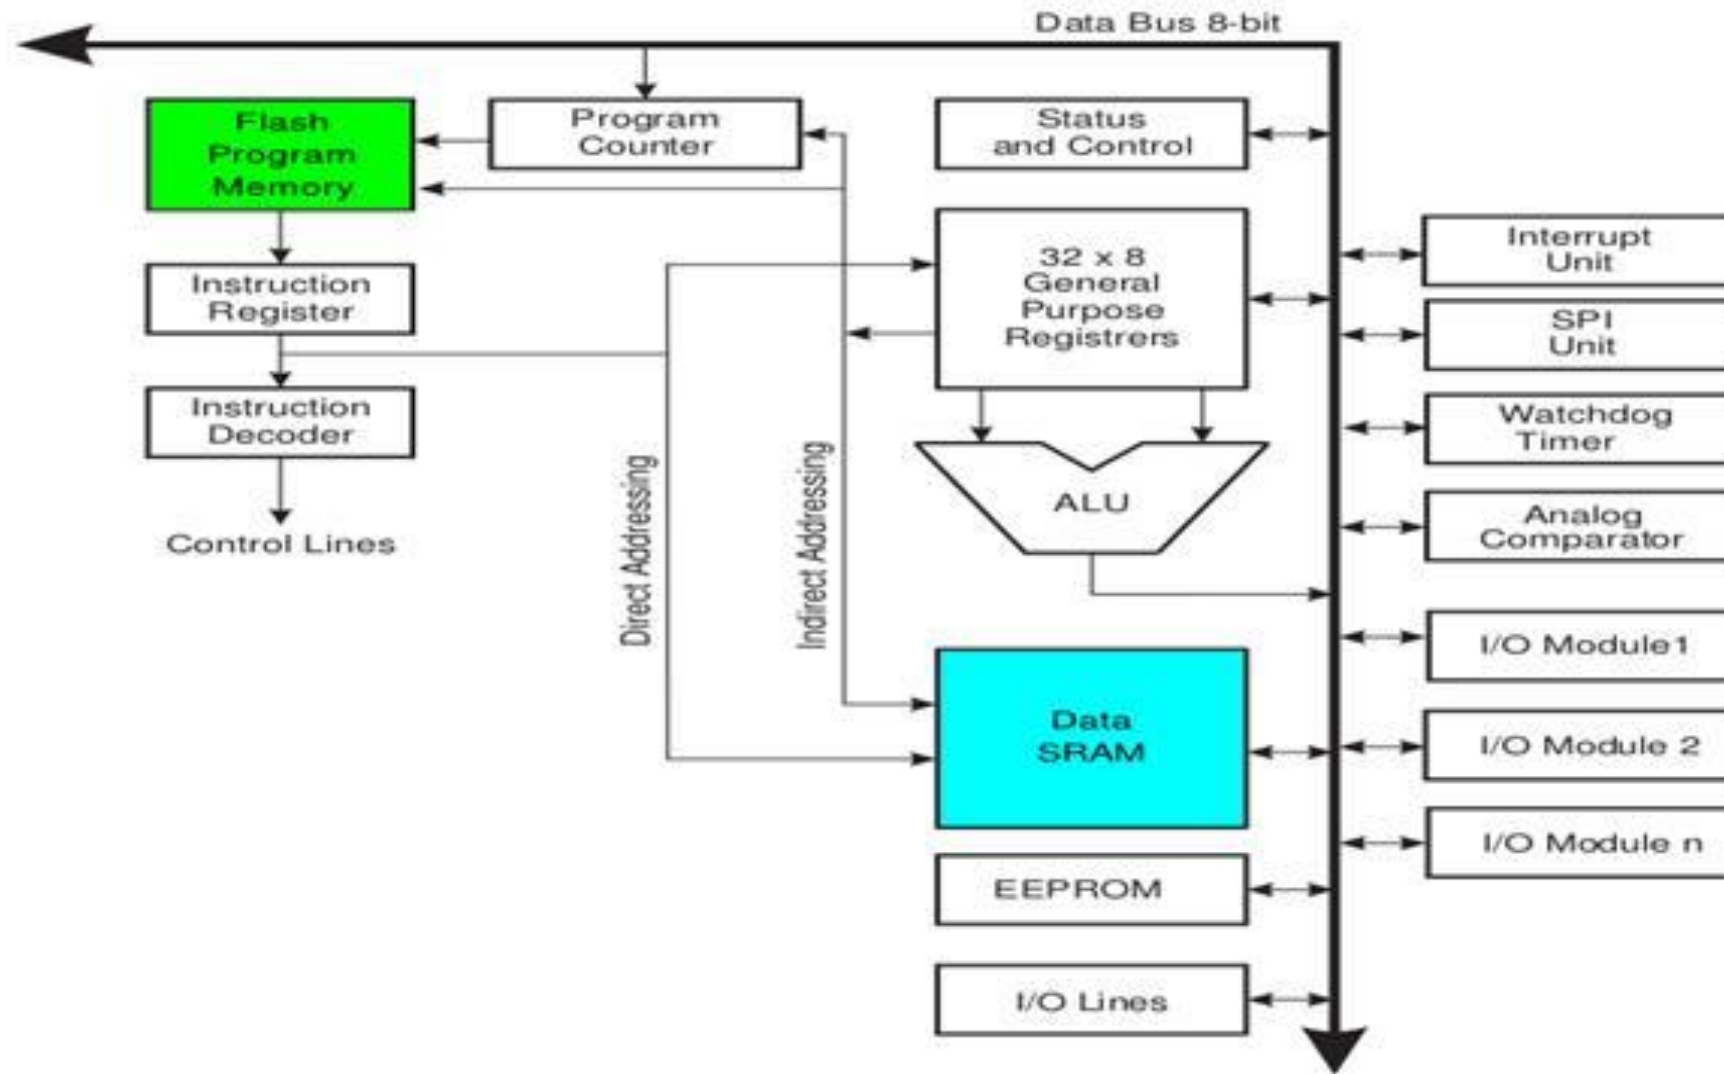 Data Bus 8-bit
Flash
Program
Memory
Program
Counter
Status
and Control
Instruction
Register
32 x 8
General
Purpose
Registrers
Interrupt
Unit
SPI
Unit
Instruction
Decoder
Watchdog
Timer
Control Lines
Direct Addressing
Indirect Addressing
ALU
Analog
Comparator
I/O Module1
Data
SRAM
I/O Module 2
I/O Module n
EEPROM
I/O Lines